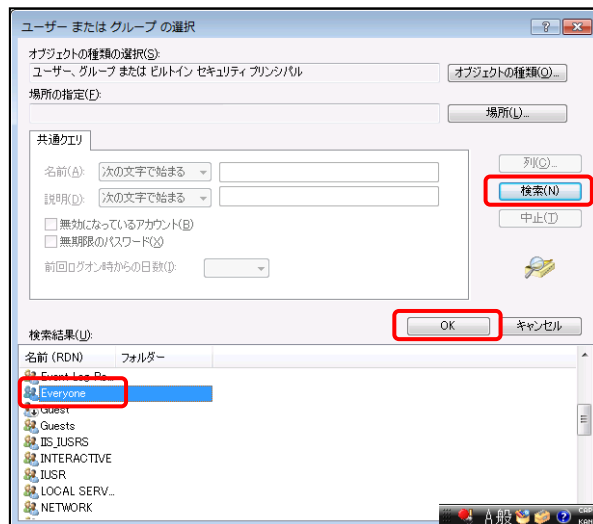 ユーザー または グループ の選択
オブジェクトの種類の選択(S):
ユーザー、グループ または ビルトイン セキュリティ プリンシパル
オブジェクトの種類(O)...
場所の指定(F):
場所(L)...
共通クエリ
名前(A): 次の文字で始まる
列(C)...
説明(D): 次の文字で始まる
検索(N)
無効になっているアカウント(B)
中止(T)
無期限のパスワード(X)
前回ログオン時からの日数(I):
OK
キャンセル
検索結果(U):
名前 (RDN) フォルダー
Event Log Re...
Everyone
Guest
Guests
IIS_IUSRS
INTERACTIVE
IUSR
LOCAL SERV...
NETWORK
A 般
CAPS